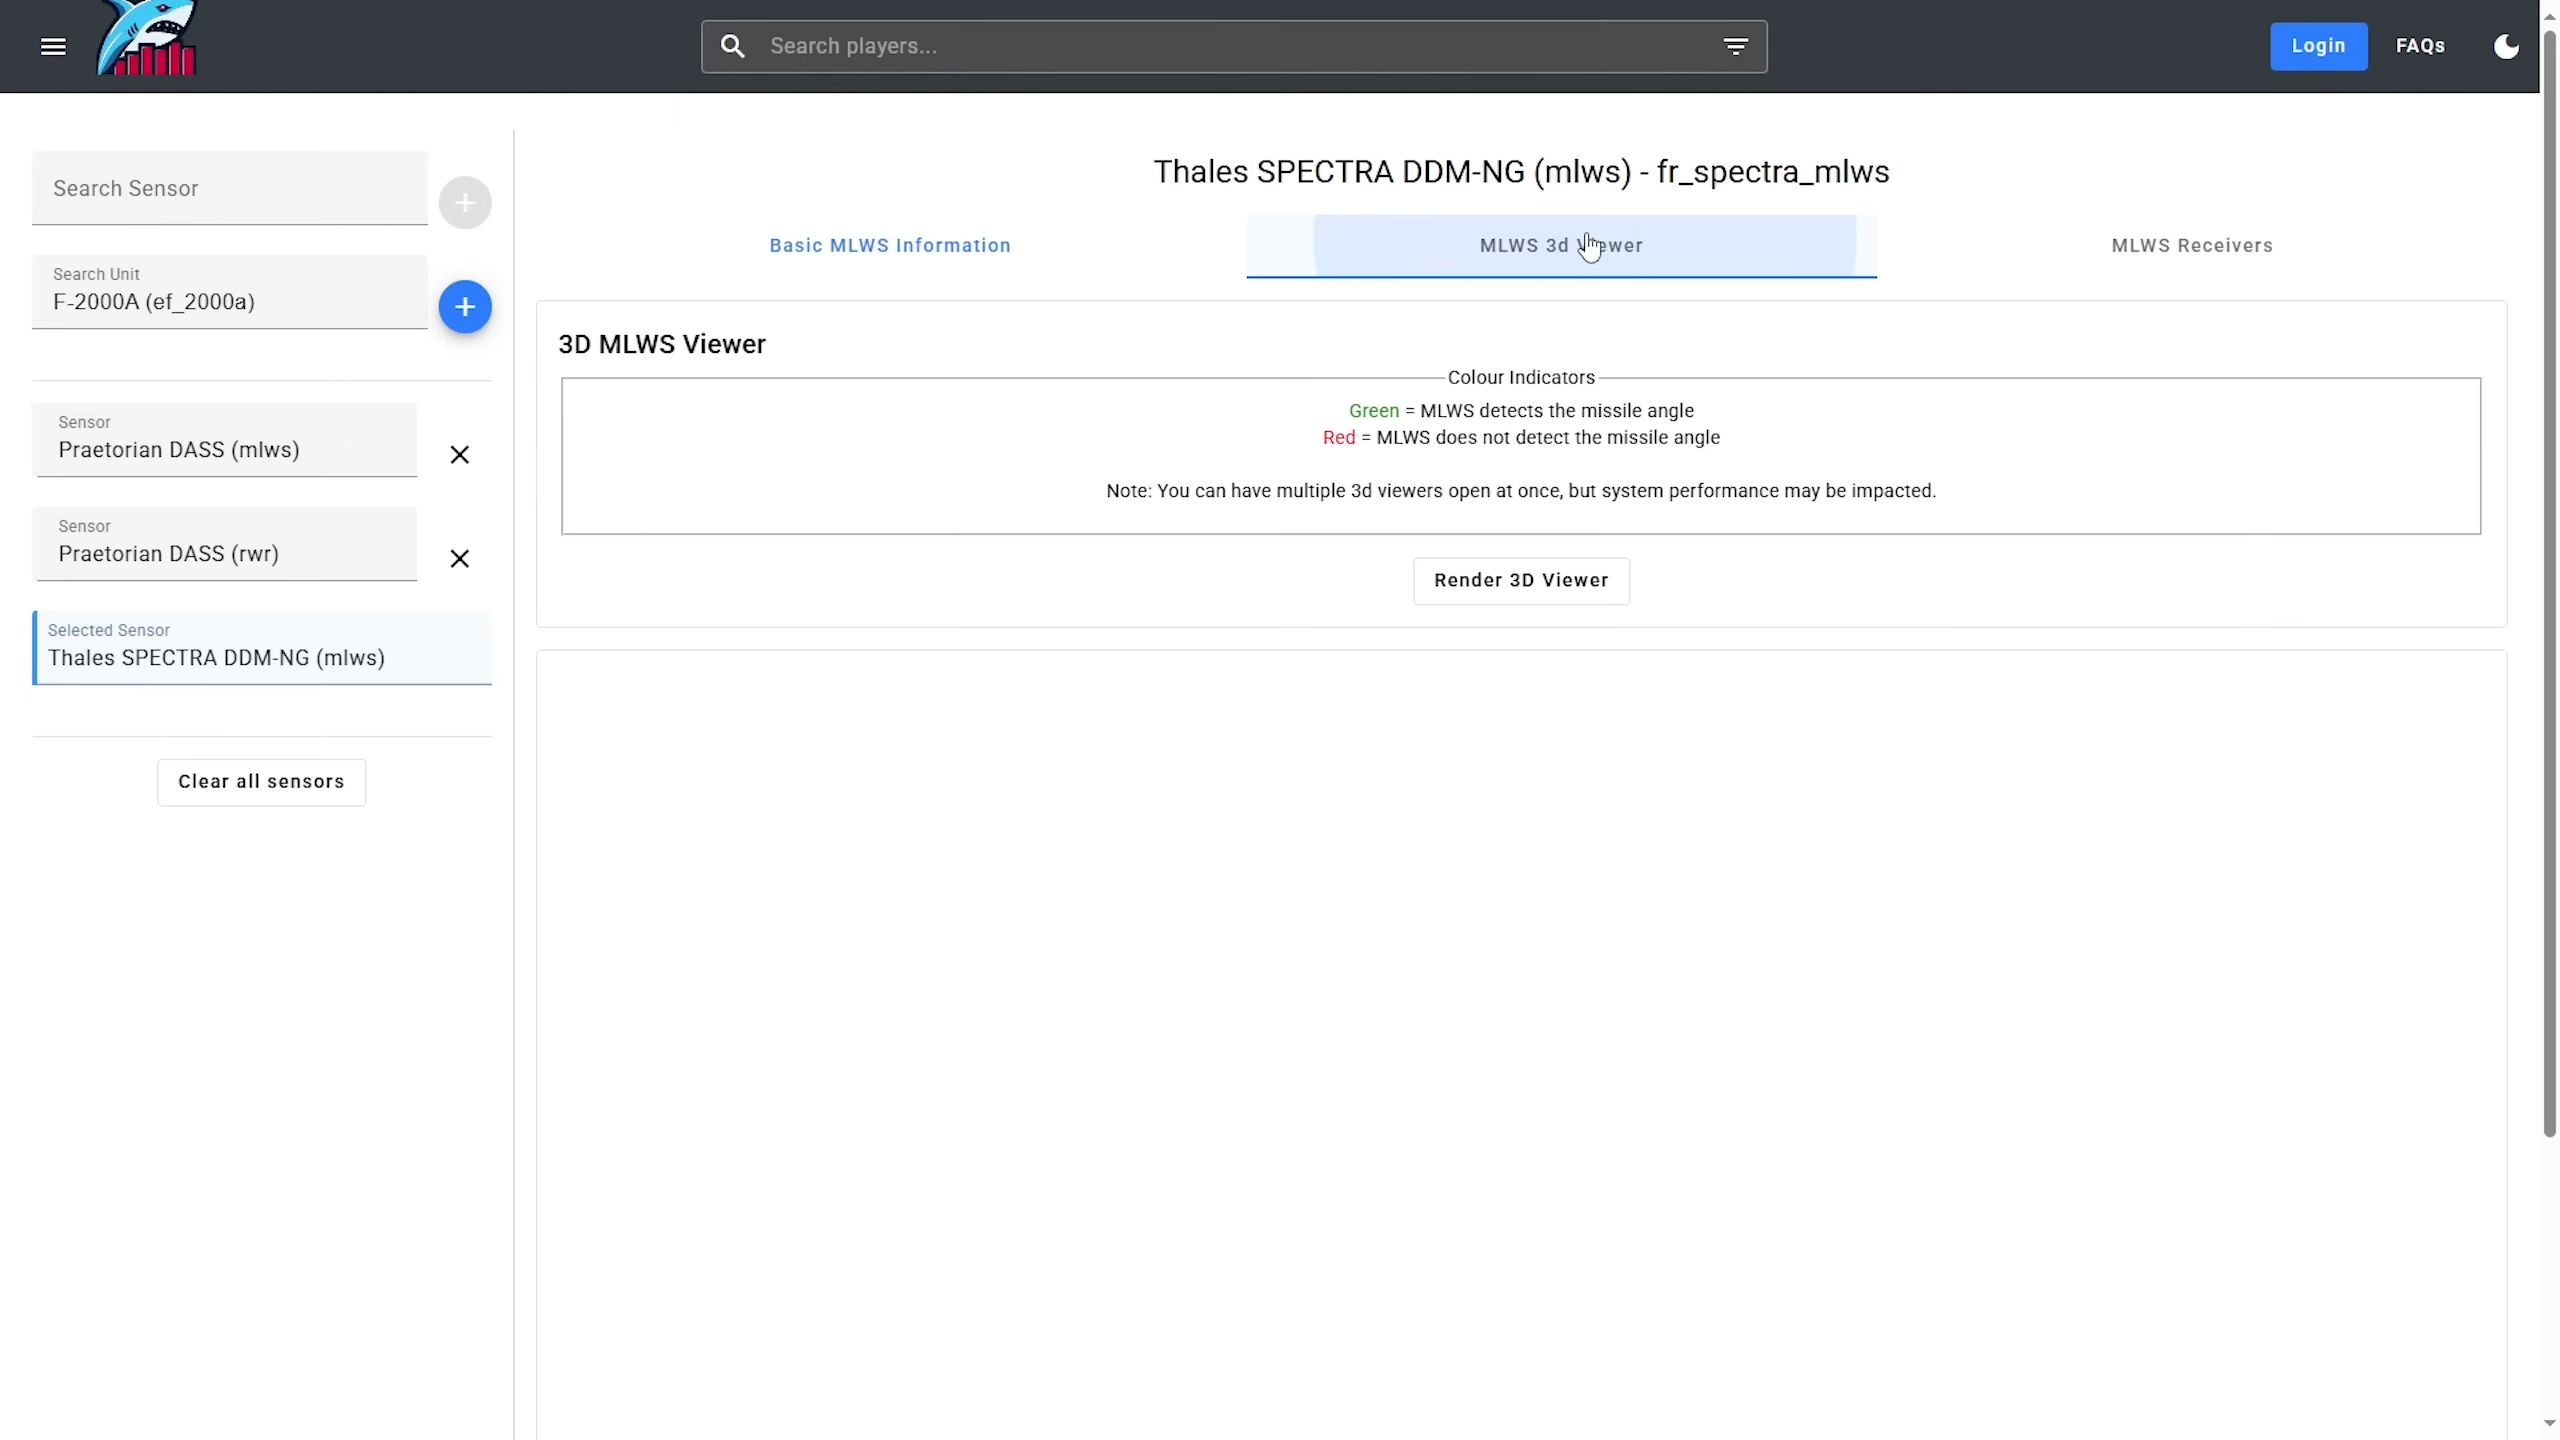 Search players...
Login
FAQs
Search Sensor
Search Unit
F-2000A (ef_2000a)
Sensor
Praetorian DASS (mlws)
Sensor
Praetorian DASS (rwr)
Selected Sensor
Thales SPECTRA DDM-NG (mlws)
Clear all sensors
Thales SPECTRA DDM-NG (mlws) - fr_spectra_mlws
Basic MLWS Information
MLWS 3d Viewer
MLWS Receivers
3D MLWS Viewer
Colour Indicators
Green = MLWS detects the missile angle
Red = MLWS does not detect the missile angle
Note: You can have multiple 3d viewers open at once, but system performance may be impacted.
Render 3D Viewer